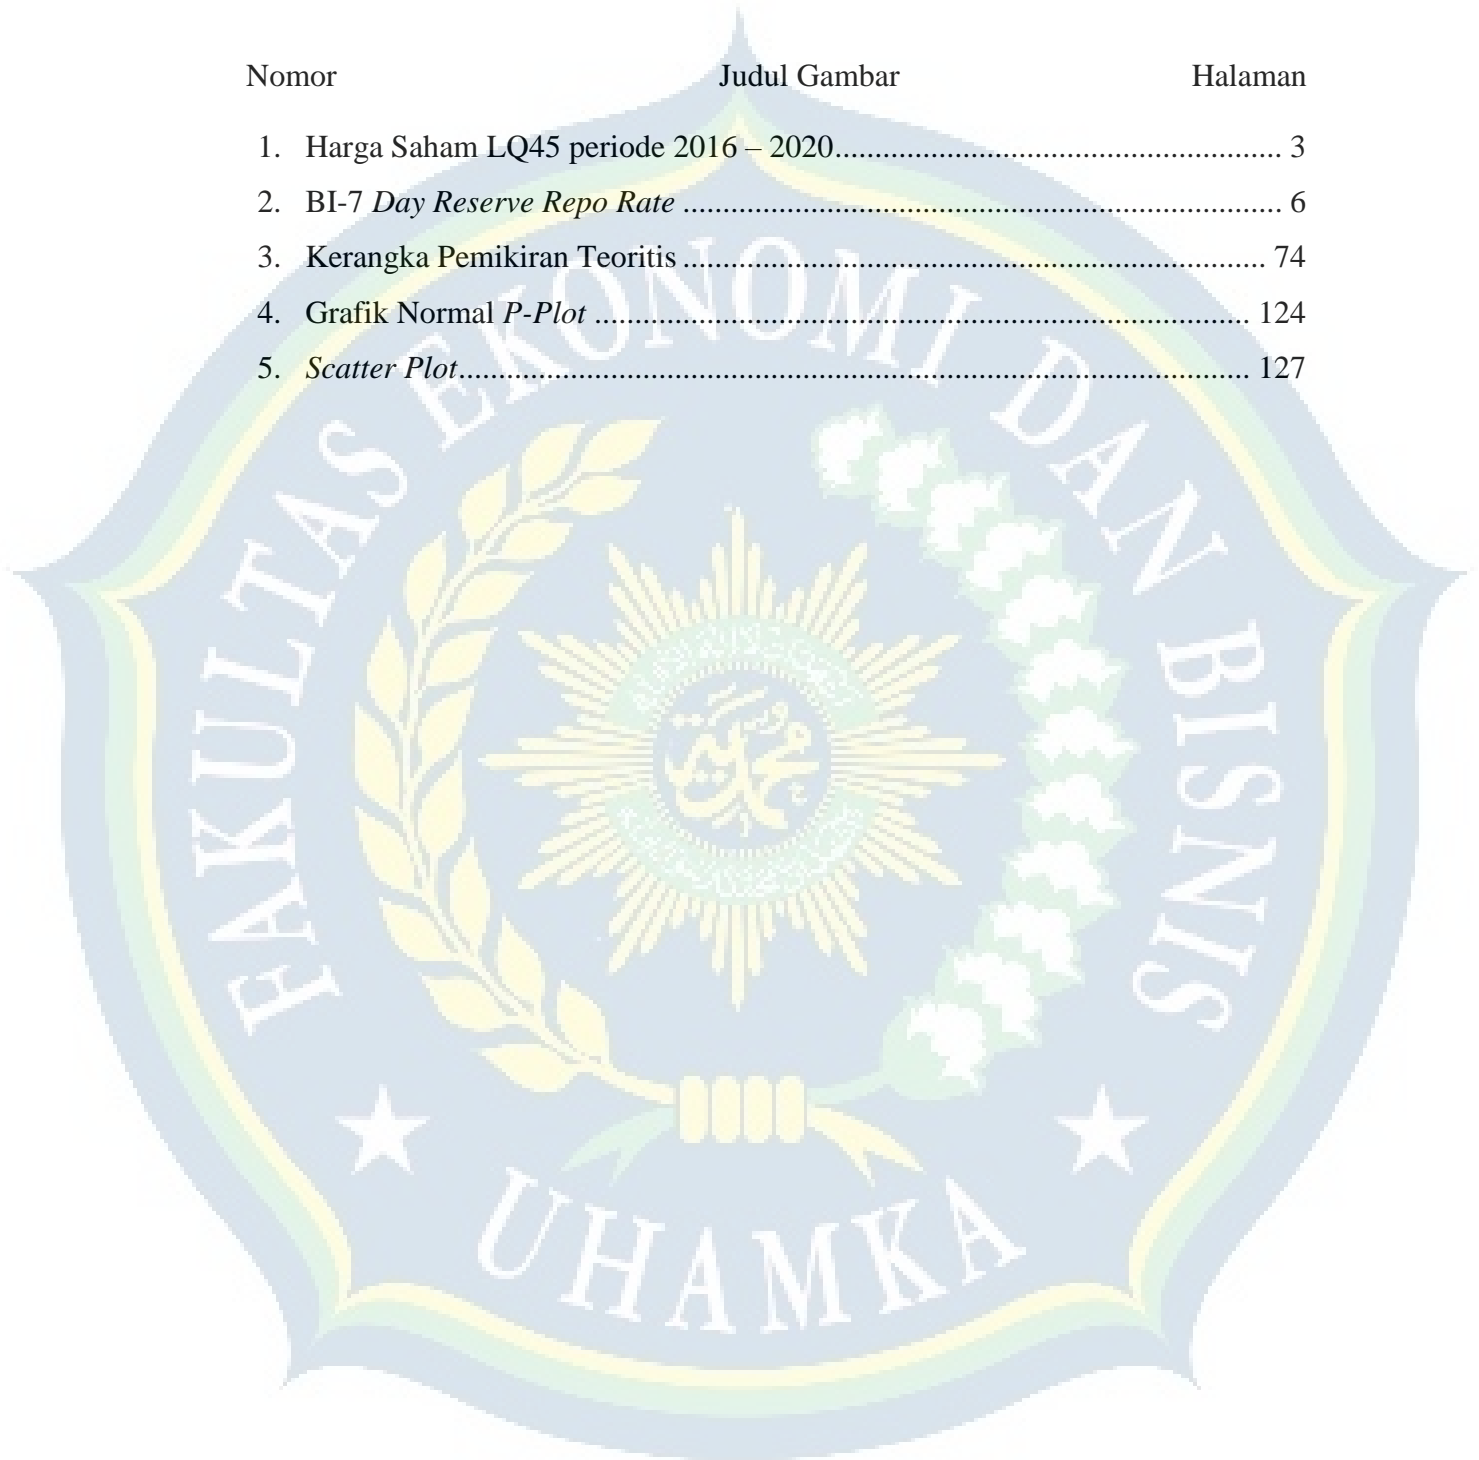 Nomor Judul Gambar Halaman
1. Harga Saham LQ45 periode 2016 – 2020.................................................. 3
2. BI-7 Day Reserve Repo Rate .................................................................. 6
3. Kerangka Pemikiran Teoritis ................................................................ 74
4. Grafik Normal P-Plot ........................................................................ 124
5. Scatter Plot........................................................................................ 127
FAKULTAS EKONOMI DAN BISNIS
UHAMKA